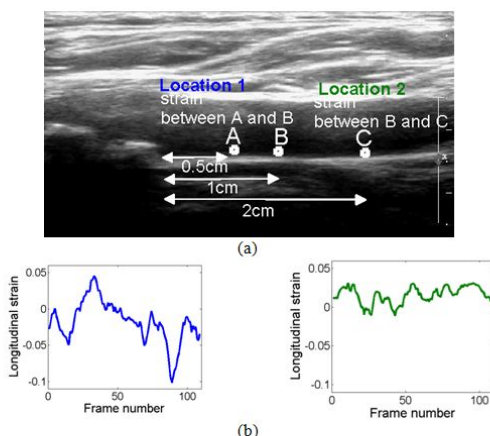 Location 1
strain
between A and B
Location 2
strain
between B and C
A
B
C
0.5cm
1cm
2cm
x
(a)
Longitudinal strain
0.05
0
-0.05
-0.1
0
50
100
Frame number
Longitudinal strain
0.05
0
-0.05
-0.1
0
50
100
Frame number
(b)